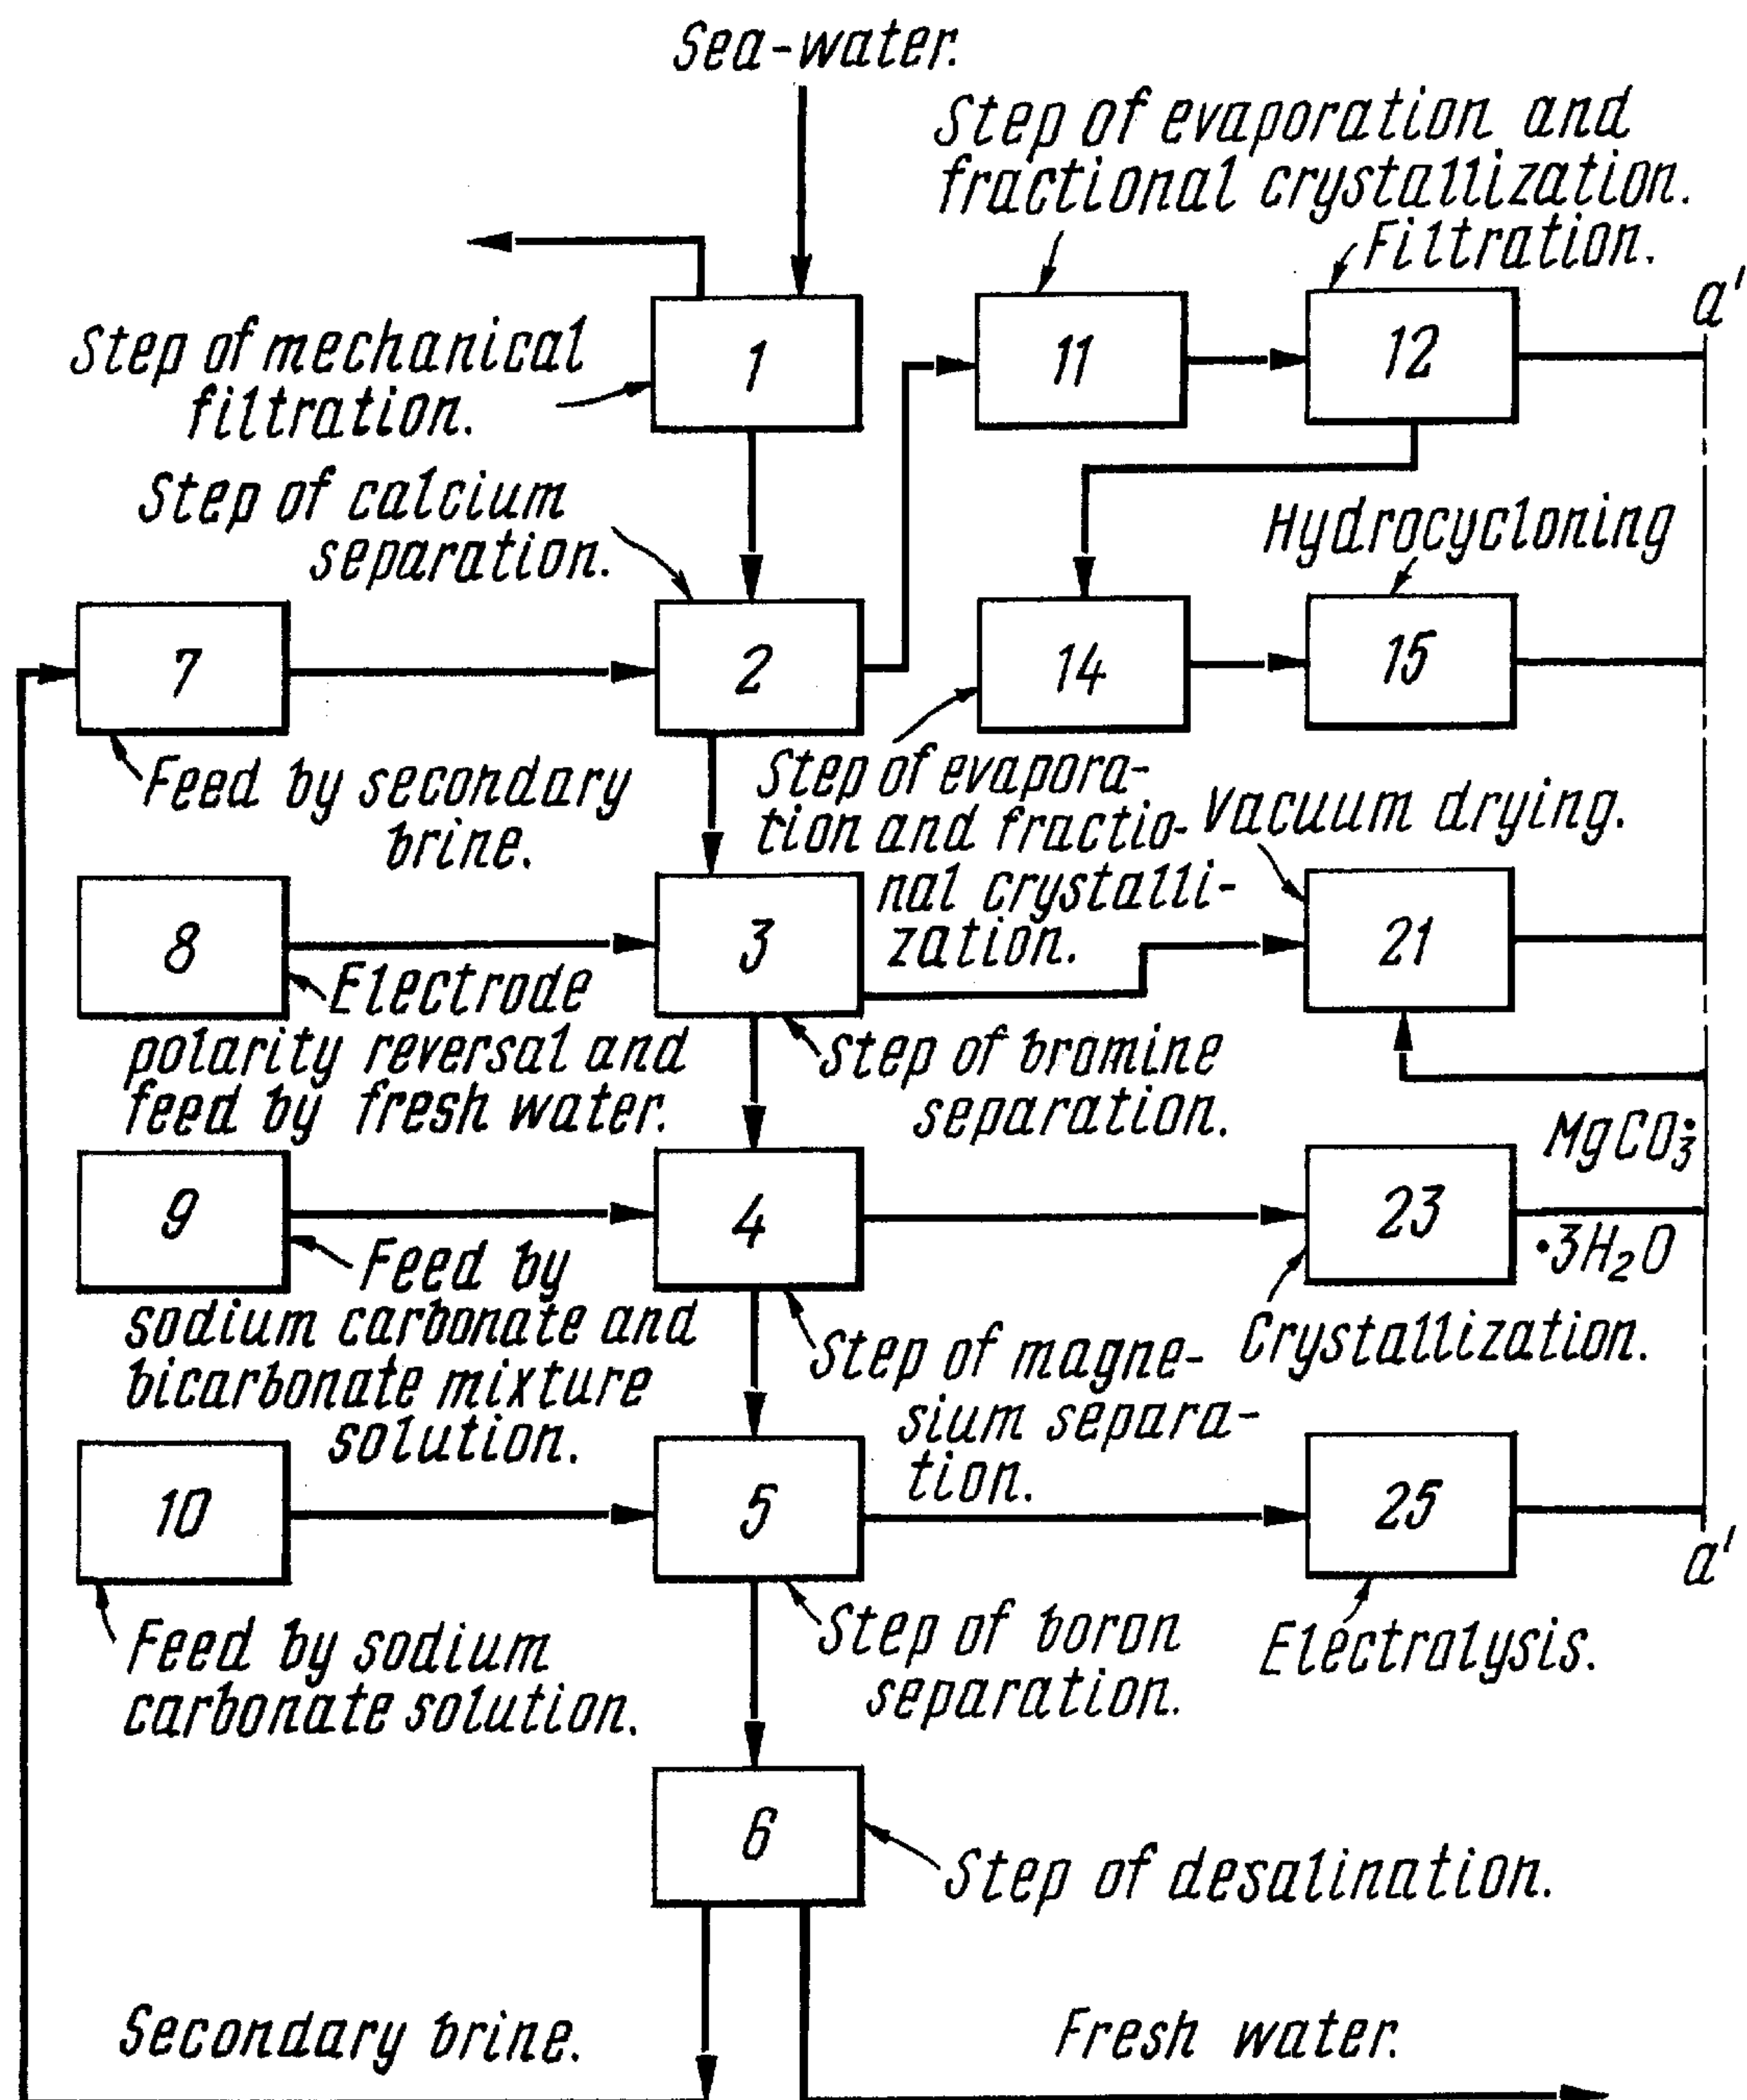 Sea-water.
Step of evaporation and
fractional crystallization.
Filtration.
a'
1
11
12
Step of mechanical
filtration.
Step of calcium
separation.
Hydrocycloning
7
2
14
15
Feed by secondary
brine.
Step of evapora-
tion and fractio-
nal crystalli-
zation.
Vacuum drying.
8
3
21
Electrode
polarity reversal and
feed by fresh water.
Step of bromine
separation.
MgCO₃·
·3H₂O
9
4
23
Feed by
sodium carbonate and
bicarbonate mixture
solution.
Step of magne-
sium separa-
tion.
Crystallization.
10
5
25
a'
Feed by sodium
carbonate solution.
Step of boron
separation.
Electrolysis.
6
Step of desalination.
Secondary brine.
Fresh water.